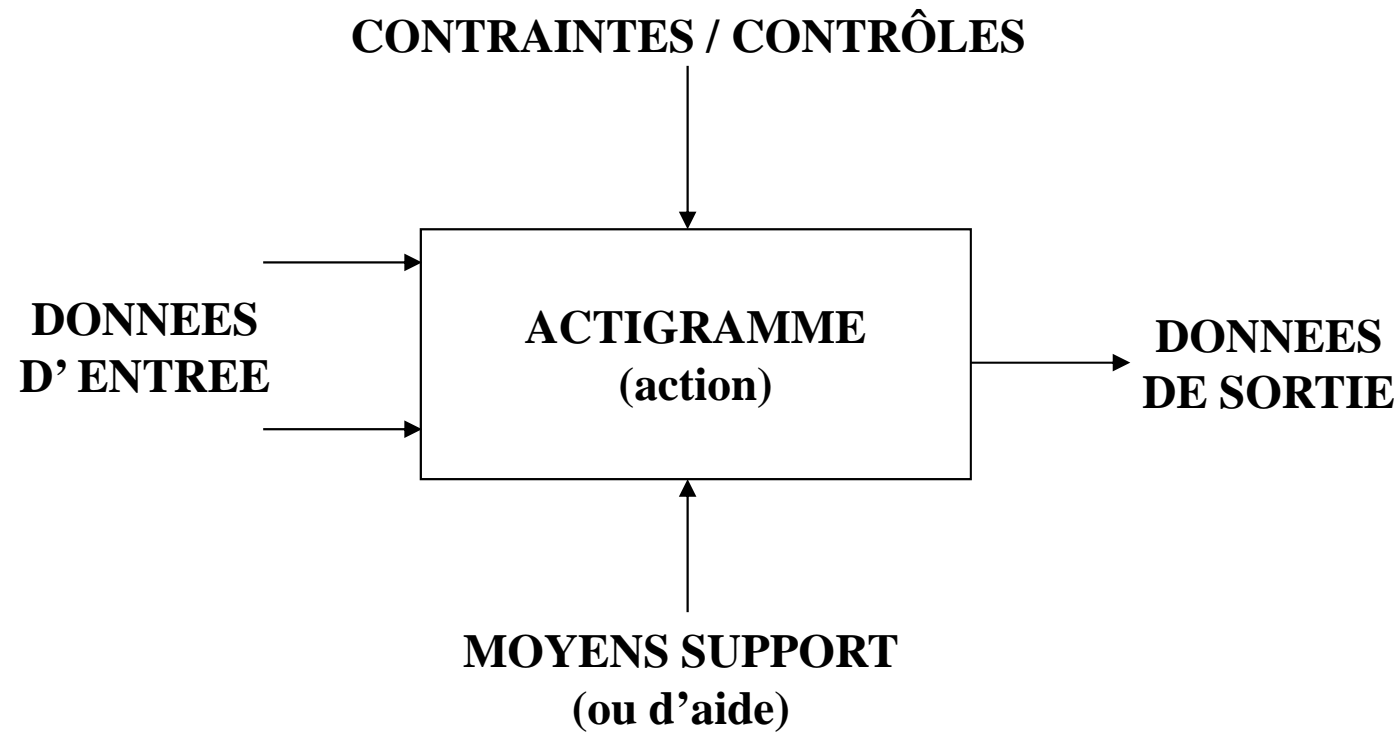 CONTRAINTES / CONTRÔLES
DONNEES
D’ ENTREE
ACTIGRAMME
(action)
DONNEES
DE SORTIE
MOYENS SUPPORT
(ou d’aide)